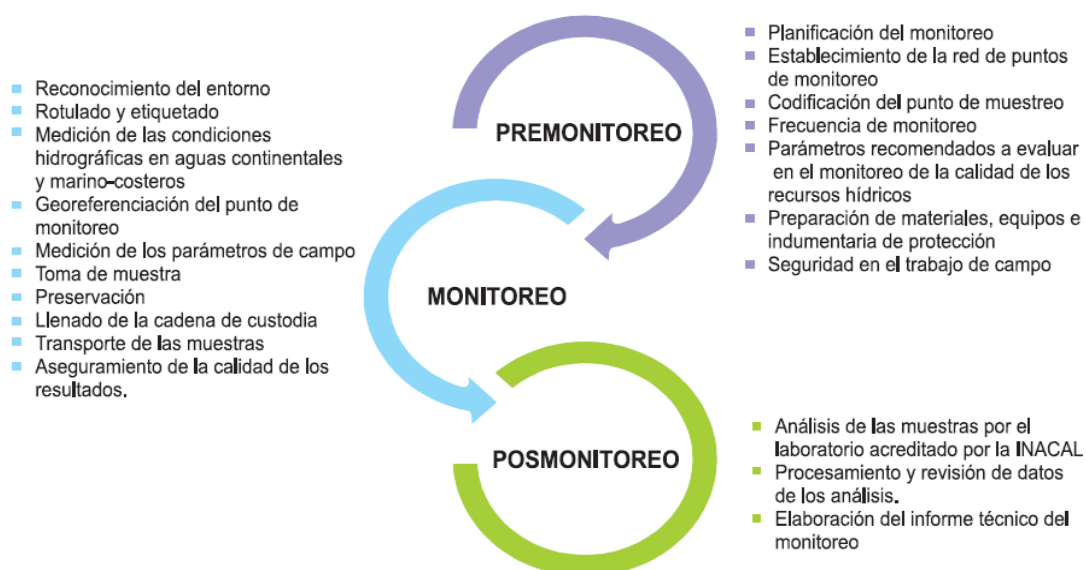 PREMONITOREO
Planificación del monitoreo
Establecimiento de la red de puntos
de monitoreo
Codificación del punto de muestreo
Frecuencia de monitoreo
Parámetros recomendados a evaluar
en el monitoreo de la calidad de los
recursos hídricos
Preparación de materiales, equipos e
indumentaria de protección
Seguridad en el trabajo de campo
MONITOREO
Reconocimiento del entorno
Rotulado y etiquetado
Medición de las condiciones
hidrográficas en aguas continentales
y marino-costeros
Georeferenciación del punto de
monitoreo
Medición de los parámetros de campo
Toma de muestra
Preservación
Llenado de la cadena de custodia
Transporte de las muestras
Aseguramiento de la calidad de los
resultados.
POSMONITOREO
Análisis de las muestras por el
laboratorio acreditado por la INACAL
Procesamiento y revisión de datos
de los análisis.
Elaboración del informe técnico del
monitoreo